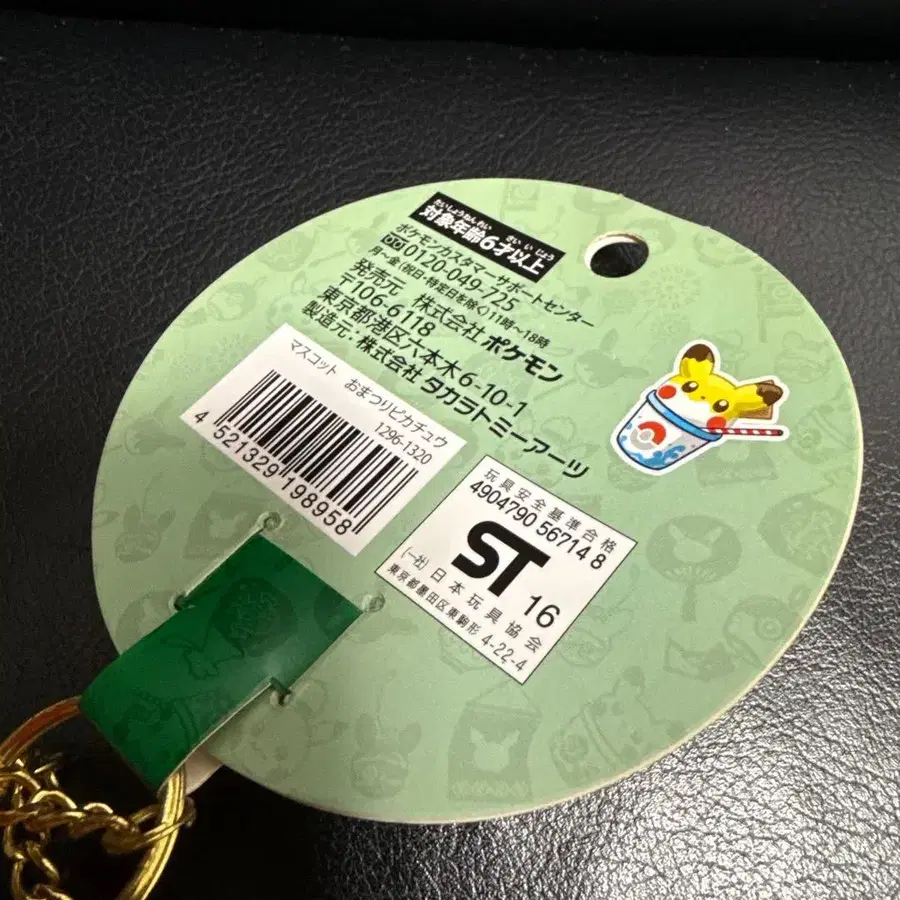 たいしょうねんれい さい い じょう
対象年齢6才以上
ポケモンカスタマーサポートセンター
0120-049-725
月〜金(祝日・特定日を除く)11時〜18時
発売元 株式会社 ポケモン
〒106-6118
東京都港区六本木6-10-1
製造元・株式会社 タカラトミーアーツ
マスコット おまつりピカチュウ
1296-1320
4 521329 198958
玩具安全基準合格
4904790 56714 8
ST 16
(一社) 日本玩具協会
東京都墨田区東駒形 4-22-4